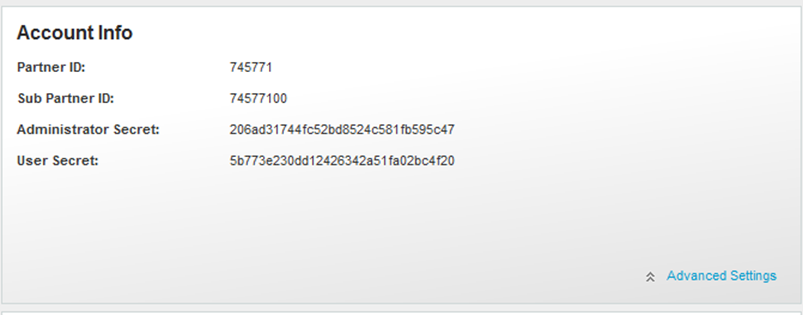 Account Info
Partner ID: 745771
Sub Partner ID: 74577100
Administrator Secret: 206ad31744fc52bd8524c581fb595c47
User Secret: 5b773e230dd12426342a51fa02bc4f20
Advanced Settings